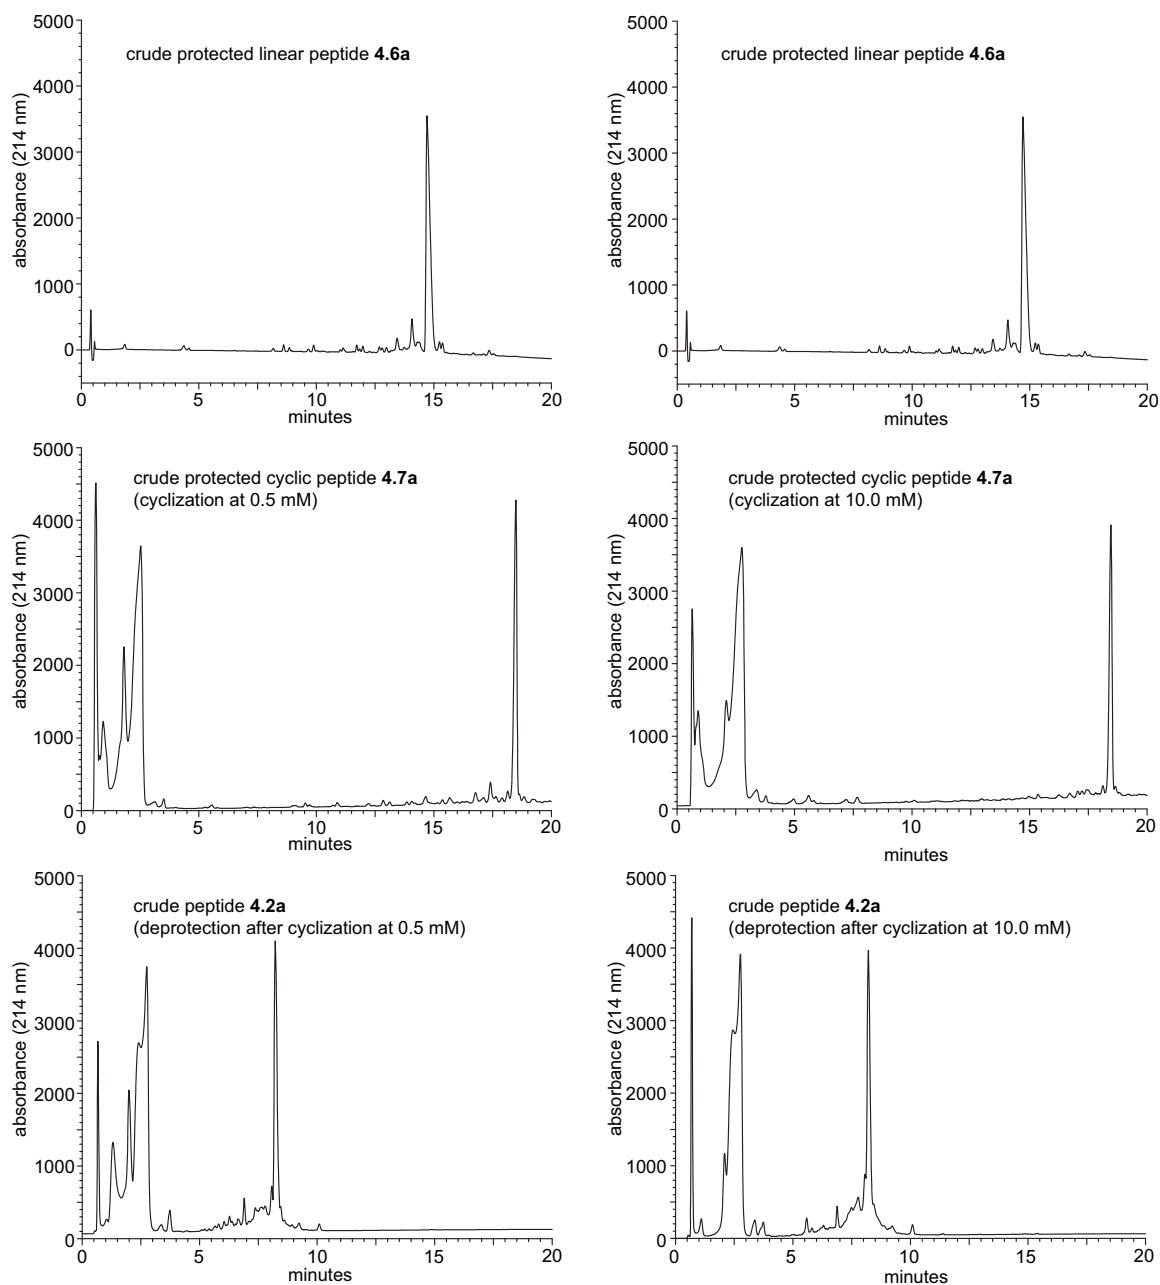 5000
4000
3000
2000
1000
0
absorbance (214 nm)
crude protected linear peptide 4.6a
0 5 10 15 20
minutes
5000
4000
3000
2000
1000
0
absorbance (214 nm)
crude protected linear peptide 4.6a
0 5 10 15 20
minutes
5000
4000
3000
2000
1000
0
absorbance (214 nm)
crude protected cyclic peptide 4.7a
(cyclization at 0.5 mM)
0 5 10 15 20
minutes
5000
4000
3000
2000
1000
0
absorbance (214 nm)
crude protected cyclic peptide 4.7a
(cyclization at 10.0 mM)
0 5 10 15 20
minutes
5000
4000
3000
2000
1000
0
absorbance (214 nm)
crude peptide 4.2a
(deprotection after cyclization at 0.5 mM)
0 5 10 15 20
minutes
5000
4000
3000
2000
1000
0
absorbance (214 nm)
crude peptide 4.2a
(deprotection after cyclization at 10.0 mM)
0 5 10 15 20
minutes